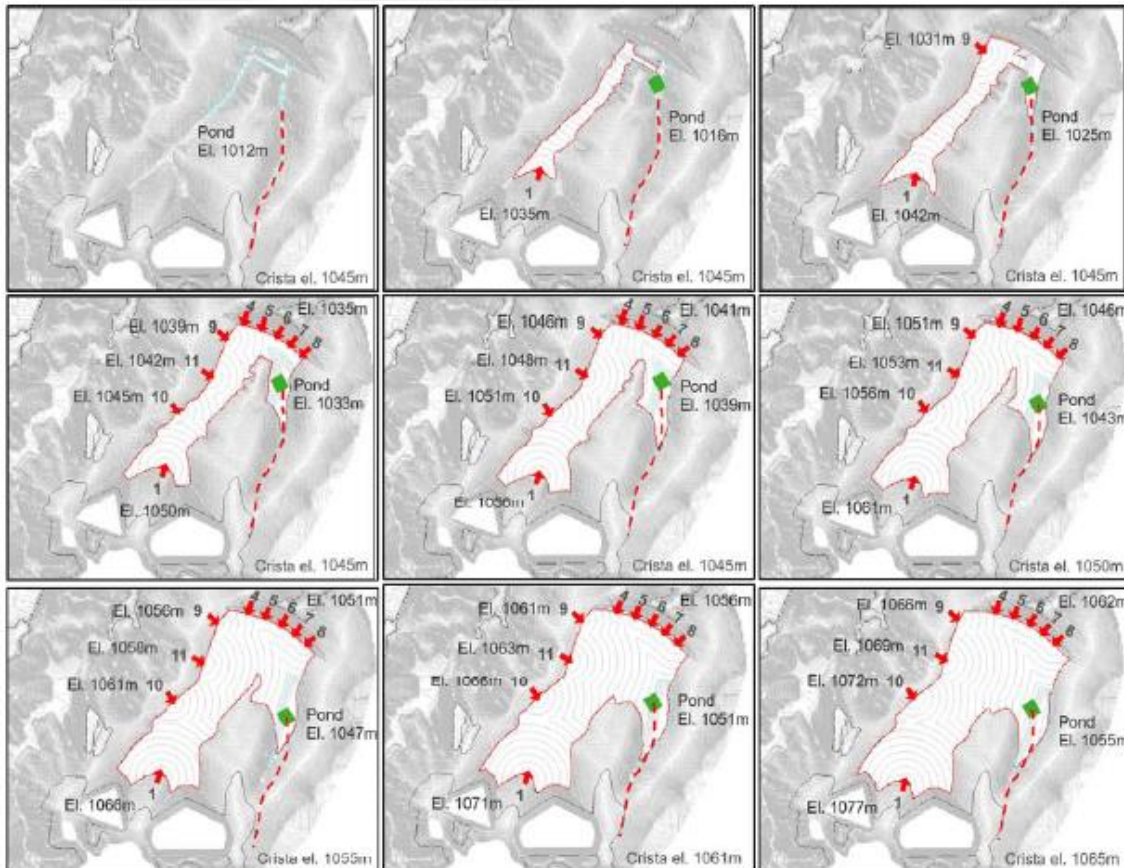 Pond
El. 1012m
Crista el. 1045m
Pond
El. 1016m
1
El. 1035m
Crista el. 1045m
El. 1031m 9
Pond
El. 1025m
1
El. 1042m
Crista el. 1045m
4 El. 1035m
5
6
7
8
El. 1039m 9
El. 1042m 11
El. 1045m 10
Pond
El. 1033m
1
El. 1050m
Crista el. 1045m
4 El. 1041m
5
6
7
8
El. 1046m 9
El. 1048m 11
El. 1051m 10
Pond
El. 1039m
1
El. 1056m
Crista el. 1045m
4 El. 1046m
5
6
7
8
El. 1051m 9
El. 1053m 11
El. 1056m 10
Pond
El. 1043m
1
El. 1061m
Crista el. 1050m
4 El. 1051m
5
6
7
8
El. 1056m 9
El. 1058m 11
El. 1061m 10
Pond
El. 1047m
1
El. 1066m
Crista el. 1055m
4 El. 1056m
5
6
7
8
El. 1061m 9
El. 1063m 11
El. 1066m 10
Pond
El. 1051m
1
El. 1071m
Crista el. 1061m
4 El. 1062m
5
6
7
8
El. 1066m 9
El. 1069m 11
El. 1072m 10
Pond
El. 1055m
1
El. 1077m
Crista el. 1065m